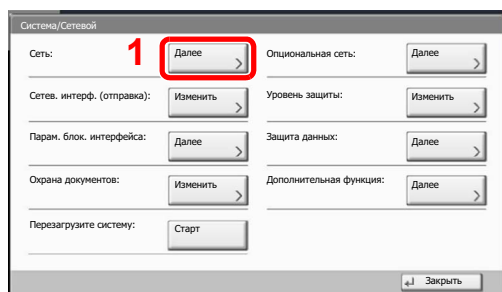 Система/Сетевой
Сеть: 1 Далее Опциональная сеть: Далее
Сетев. интерф. (отправка): Изменить Уровень защиты: Изменить
Парам. блок. интерфейса: Далее Защита данных: Далее
Охрана документов: Изменить Дополнительная функция: Далее
Перезагрузите систему: Старт
Закрыть